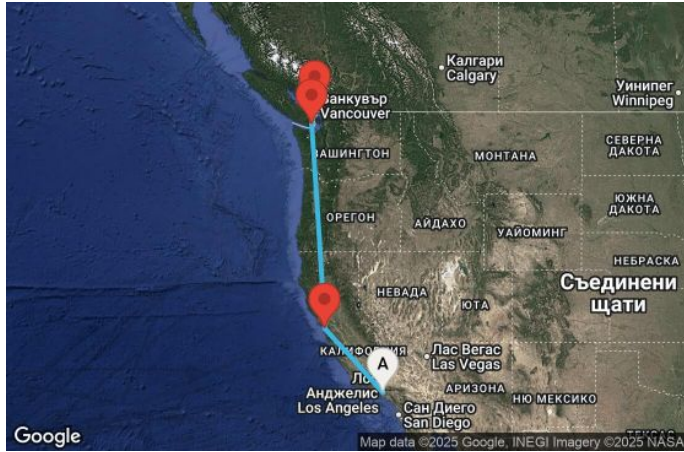 Калгари
Calgary
Уинипег
Winnipeg
Ванкувър
Vancouver
ВАШИНГТОН
МОНТАНА
СЕВЕРНА
ДАКОТА
ЮЖНА
ДАКОТА
ОРЕГОН
АЙДАХО
УАЙОМИНГ
НЕБРАСКА
Съединени
щати
НЕВАДА
ЮТА
КАЛИФОРНИЯ
Лас Вегас
Las Vegas
A
Лос
Анджелис
Los Angeles
АРИЗОНА
НЮ МЕКСИКО
Сан Диего
San Diego
ТЕКСАС
Google
Map data ©2025 Google, INEGI Imagery ©2025 NASA